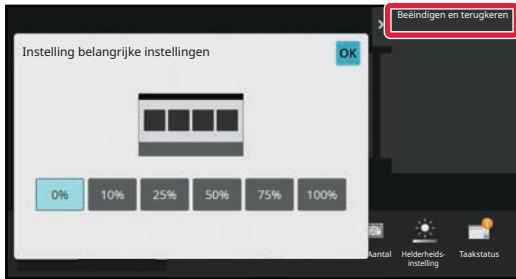 Beëindigen en terugkeren
Instelling belangrijke instellingen
OK
0%
10%
25%
50%
75%
100%
Aantal
Helderheids-
instelling
Taakstatus